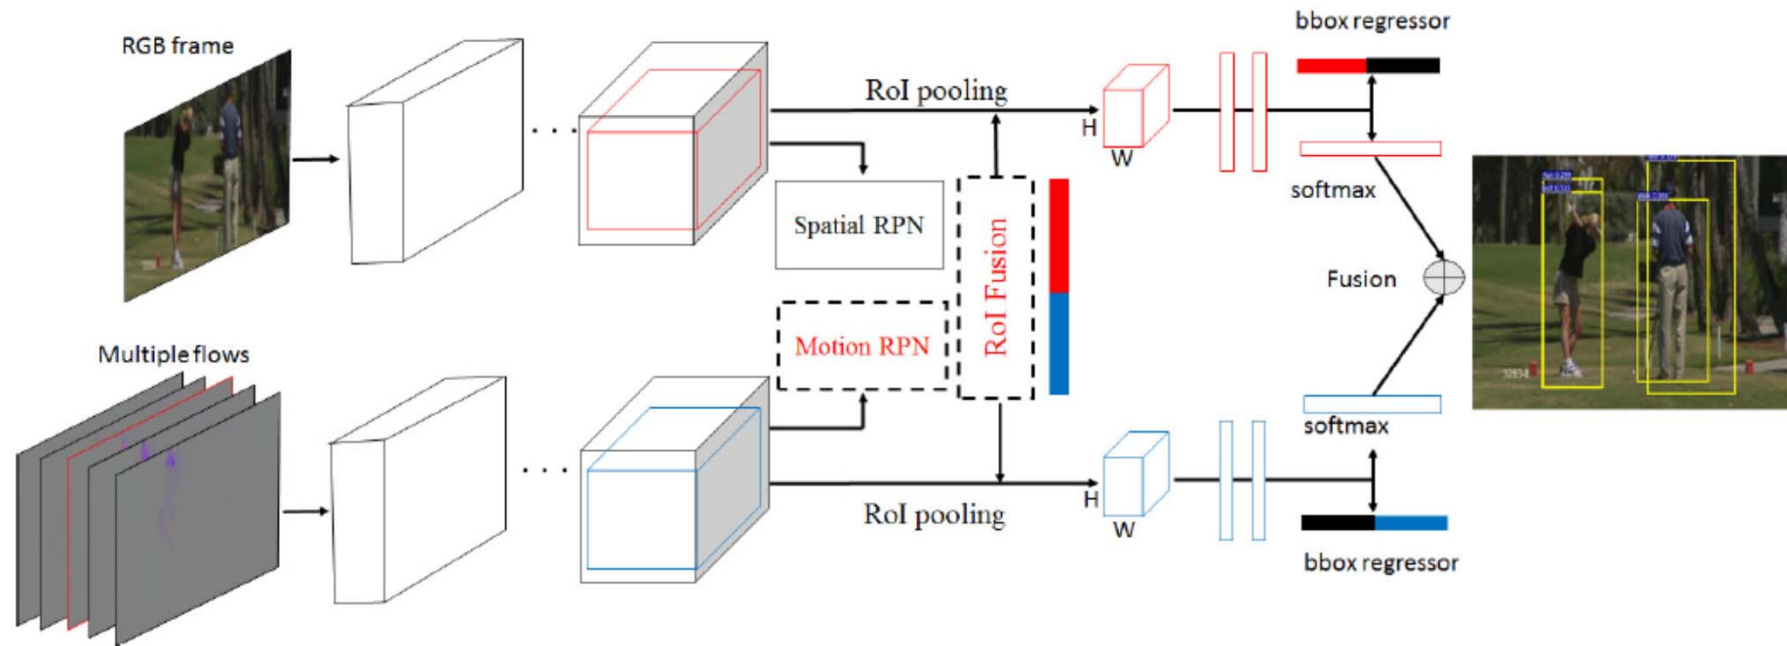 bbox regressor
RGB frame
RoI pooling
H
W
softmax
Spatial RPN
RoI Fusion
Fusion
Motion RPN
Multiple flows
softmax
H
W
RoI pooling
bbox regressor